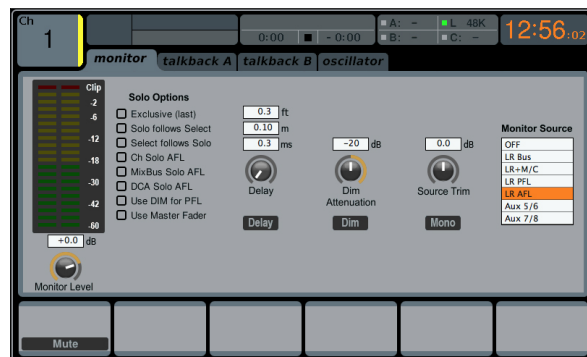 Ch
1
0:00
- 0:00
A: -
B: -
L 48K
C: -
12:56:02
monitor
talkback A
talkback B
oscillator
Clip
-2
-6
-12
-18
-30
-42
-60
+0.0 dB
Monitor Level
Solo Options
Exclusive (last)
Solo follows Select
Select follows Solo
Ch Solo AFL
MixBus Solo AFL
DCA Solo AFL
Use DIM for PFL
Use Master Fader
0.3 ft
0.10 m
0.3 ms
Delay
Delay
-20 dB
Dim
Attenuation
Dim
0.0 dB
Source Trim
Mono
Monitor Source
OFF
LR Bus
LR+M/C
LR PFL
LR AFL
Aux 5/6
Aux 7/8
Mute